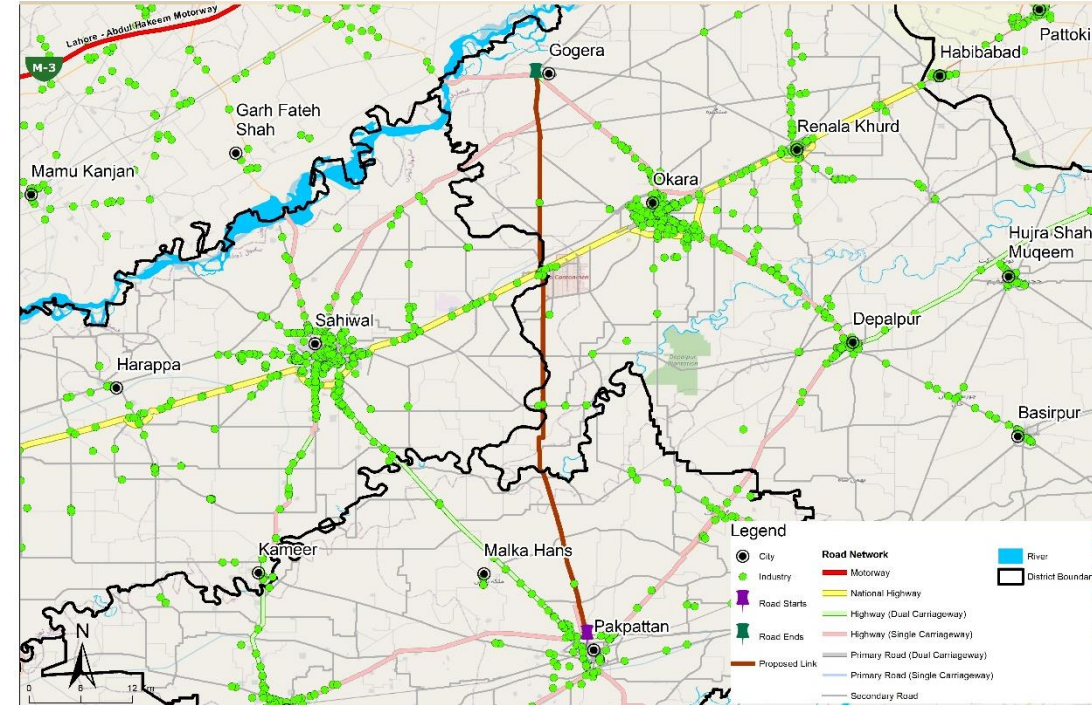 Lahore - Abdul Hakeem Motorway
M-3
Gogera
Pattoki
Habibabad
Garh Fateh
Shah
Renala Khurd
Mamu Kanjan
Okara
Hujra Shah
Muqeem
Sahiwal
Depalpur
Depalpur
Plantation
Harappa
Basirpur
Kameer
Malka Hans
Pakpattan
N
0 6 12 Km
Legend
City
Industry
Road Starts
Road Ends
Proposed Link
Road Network
Motorway
National Highway
Highway (Dual Carriageway)
Highway (Single Carriageway)
Primary Road (Dual Carriageway)
Primary Road (Single Carriageway)
Secondary Road
River
District Boundar